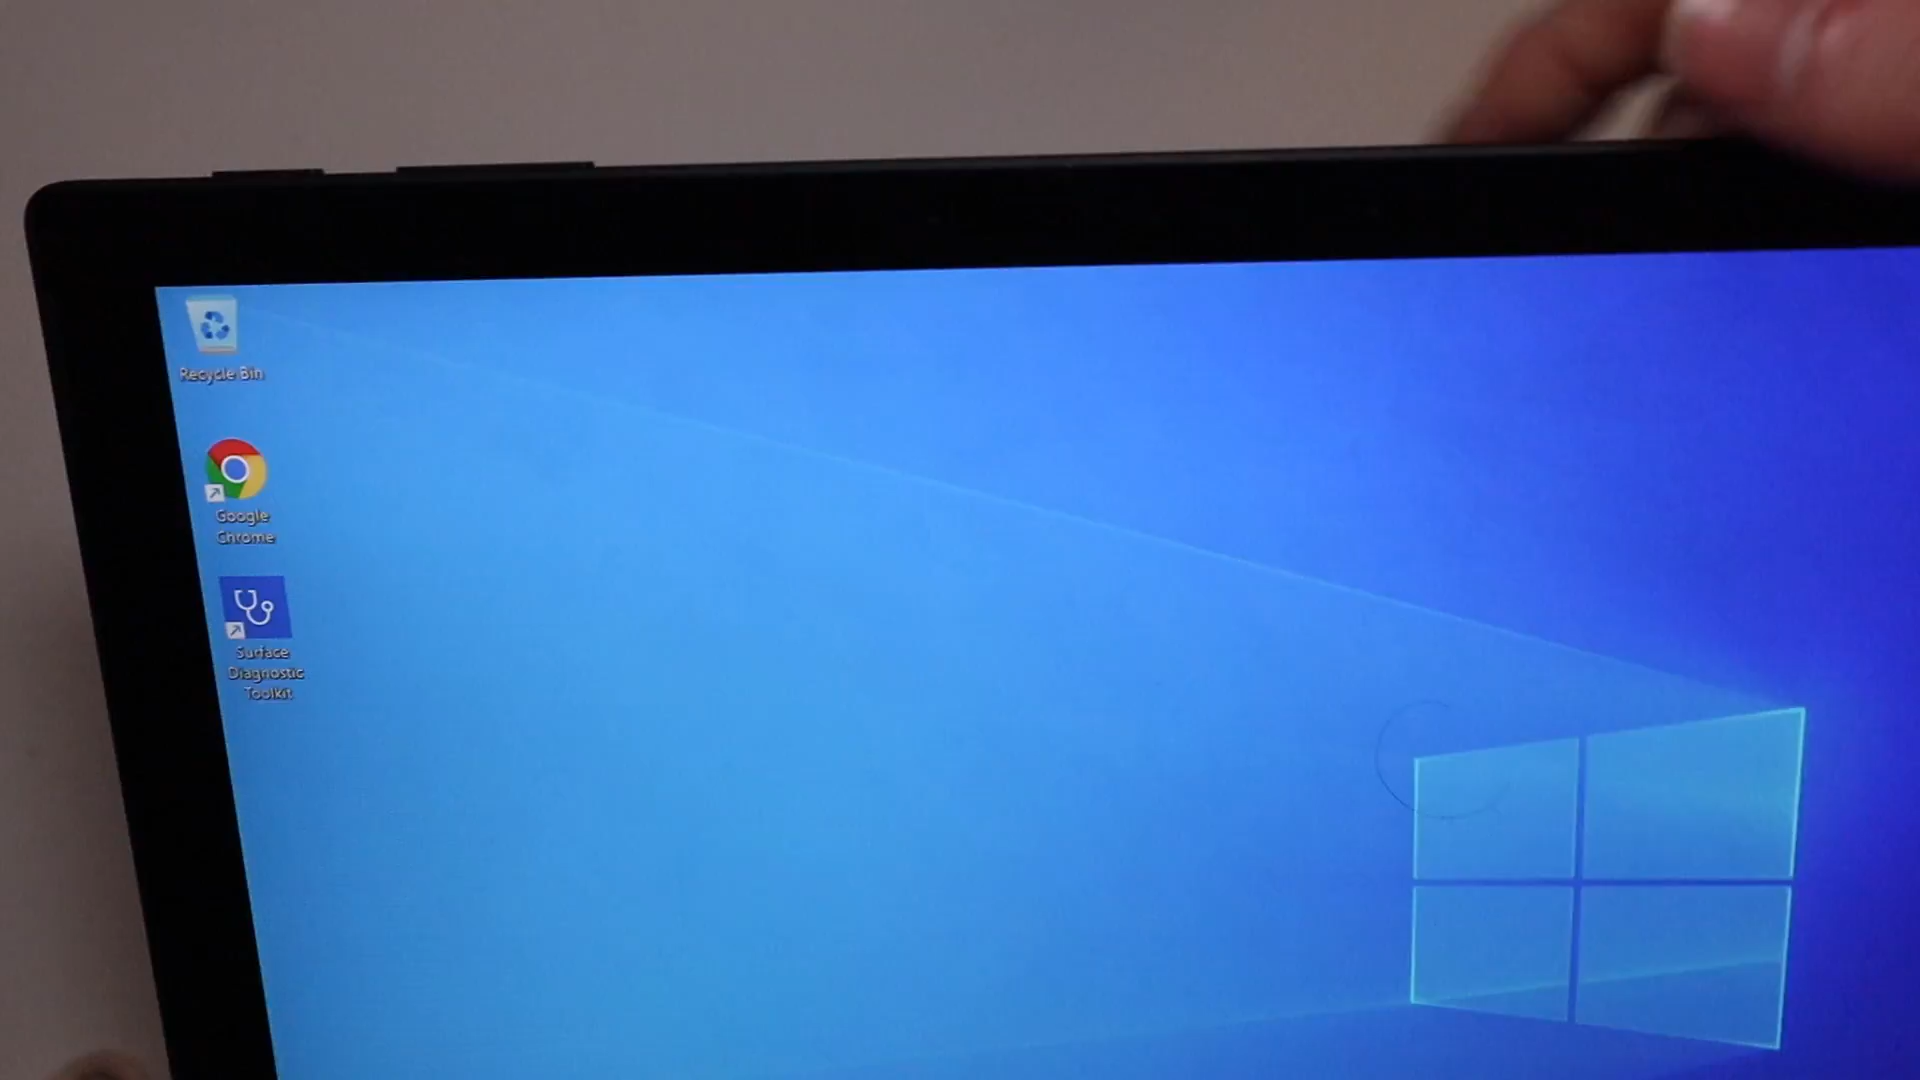 Recycle Bin
Google
Chrome
Surface
Diagnostic
Toolkit